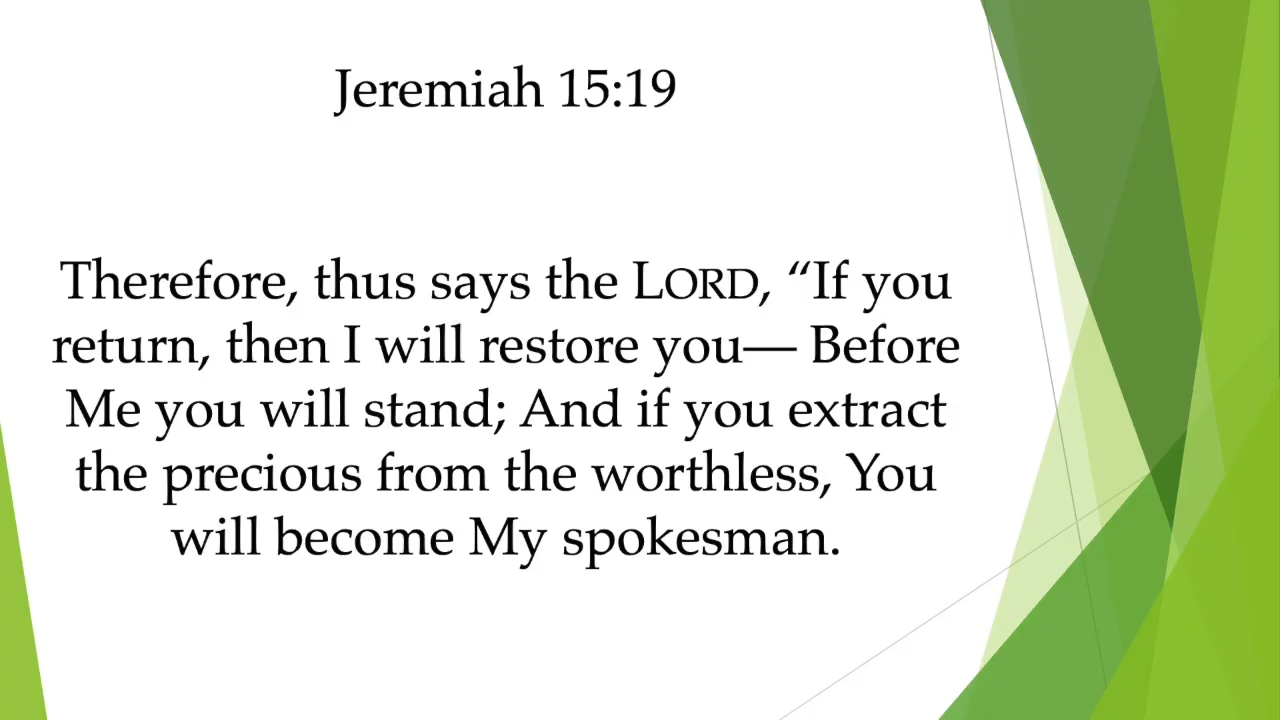 Jeremiah 15:19
Therefore, thus says the LORD, “If you
return, then I will restore you— Before
Me you will stand; And if you extract
the precious from the worthless, You
will become My spokesman.